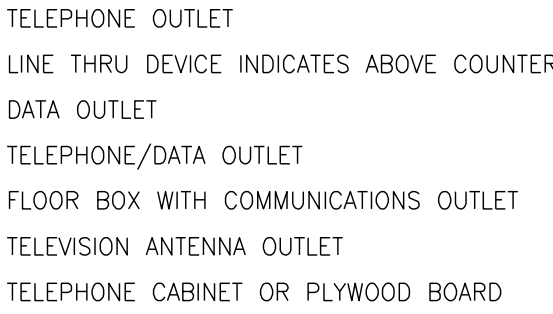 TELEPHONE OUTLET
LINE THRU DEVICE INDICATES ABOVE COUNTER
DATA OUTLET
TELEPHONE/DATA OUTLET
FLOOR BOX WITH COMMUNICATIONS OUTLET
TELEVISION ANTENNA OUTLET
TELEPHONE CABINET OR PLYWOOD BOARD